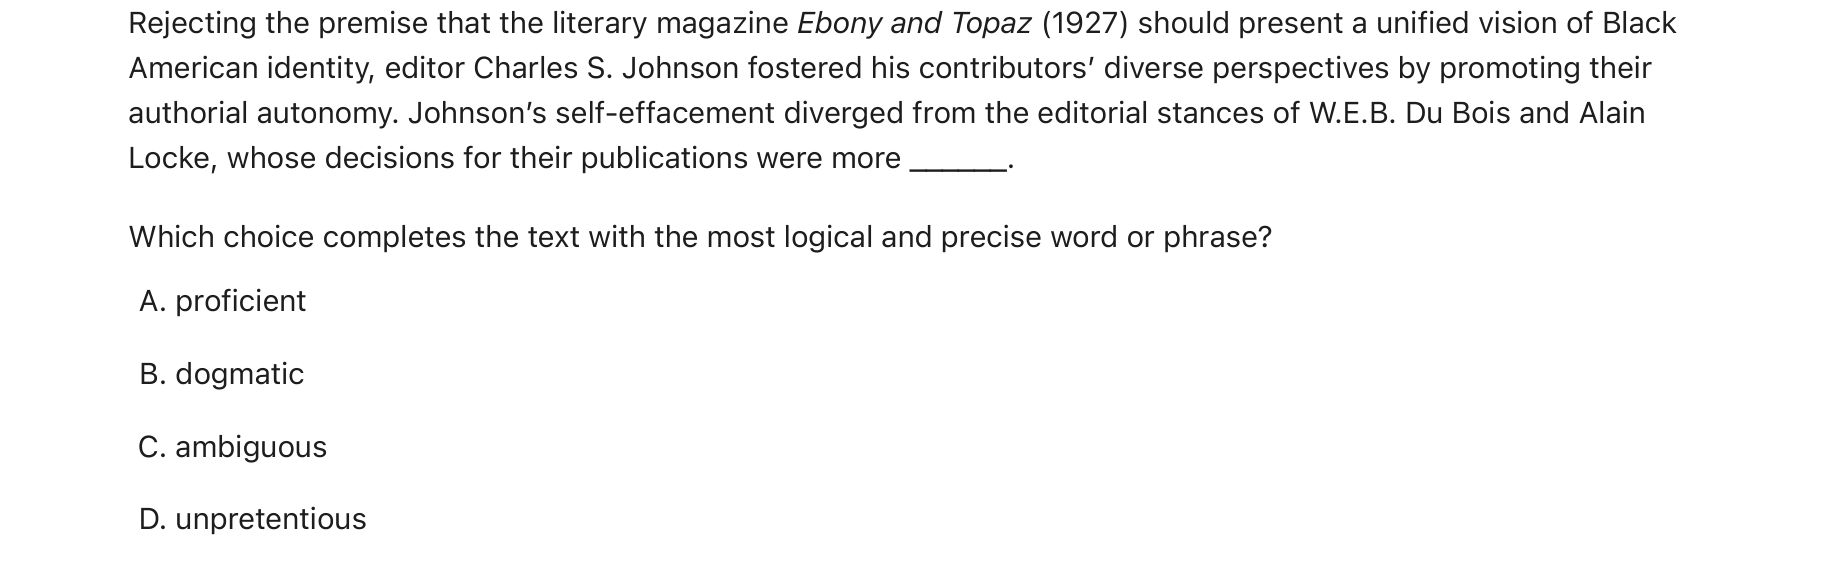 Rejecting the premise that the literary magazine Ebony and Topaz (1927) should present a unified vision of Black
American identity, editor Charles S. Johnson fostered his contributors’ diverse perspectives by promoting their
authorial autonomy. Johnson’s self-effacement diverged from the editorial stances of W.E.B. Du Bois and Alain
Locke, whose decisions for their publications were more ______.
Which choice completes the text with the most logical and precise word or phrase?
A. proficient
B. dogmatic
C. ambiguous
D. unpretentious